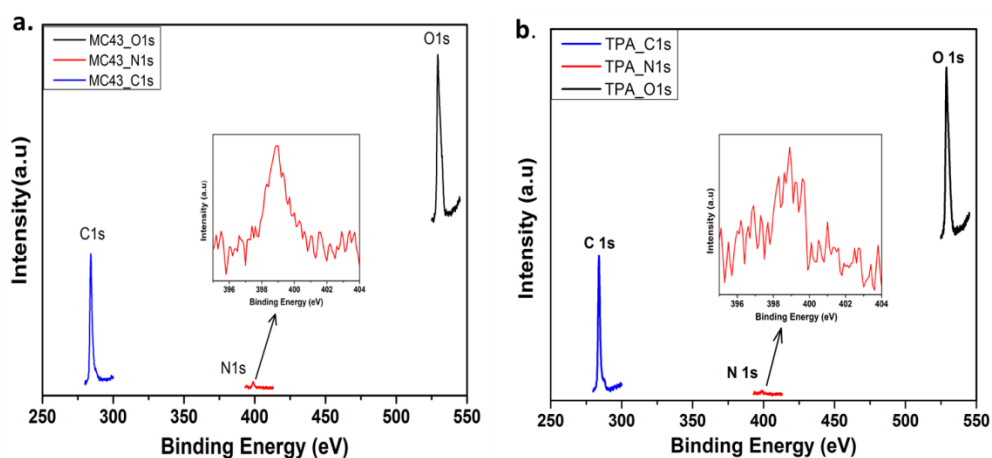 a.
MC43_O1s
MC43_N1s
MC43_C1s
O1s
C1s
N1s
Intensity(a.u)
250 300 350 400 450 500 550
Binding Energy (eV)
Intensity (a.u)
396 398 400 402 404
Binding Energy (eV)
b.
TPA_C1s
TPA_N1s
TPA_O1s
O 1s
C 1s
N 1s
Intensity (a.u)
250 300 350 400 450 500 550
Binding Energy (eV)
Intensity (a.u)
396 398 400 402 404
Binding Energy (eV)